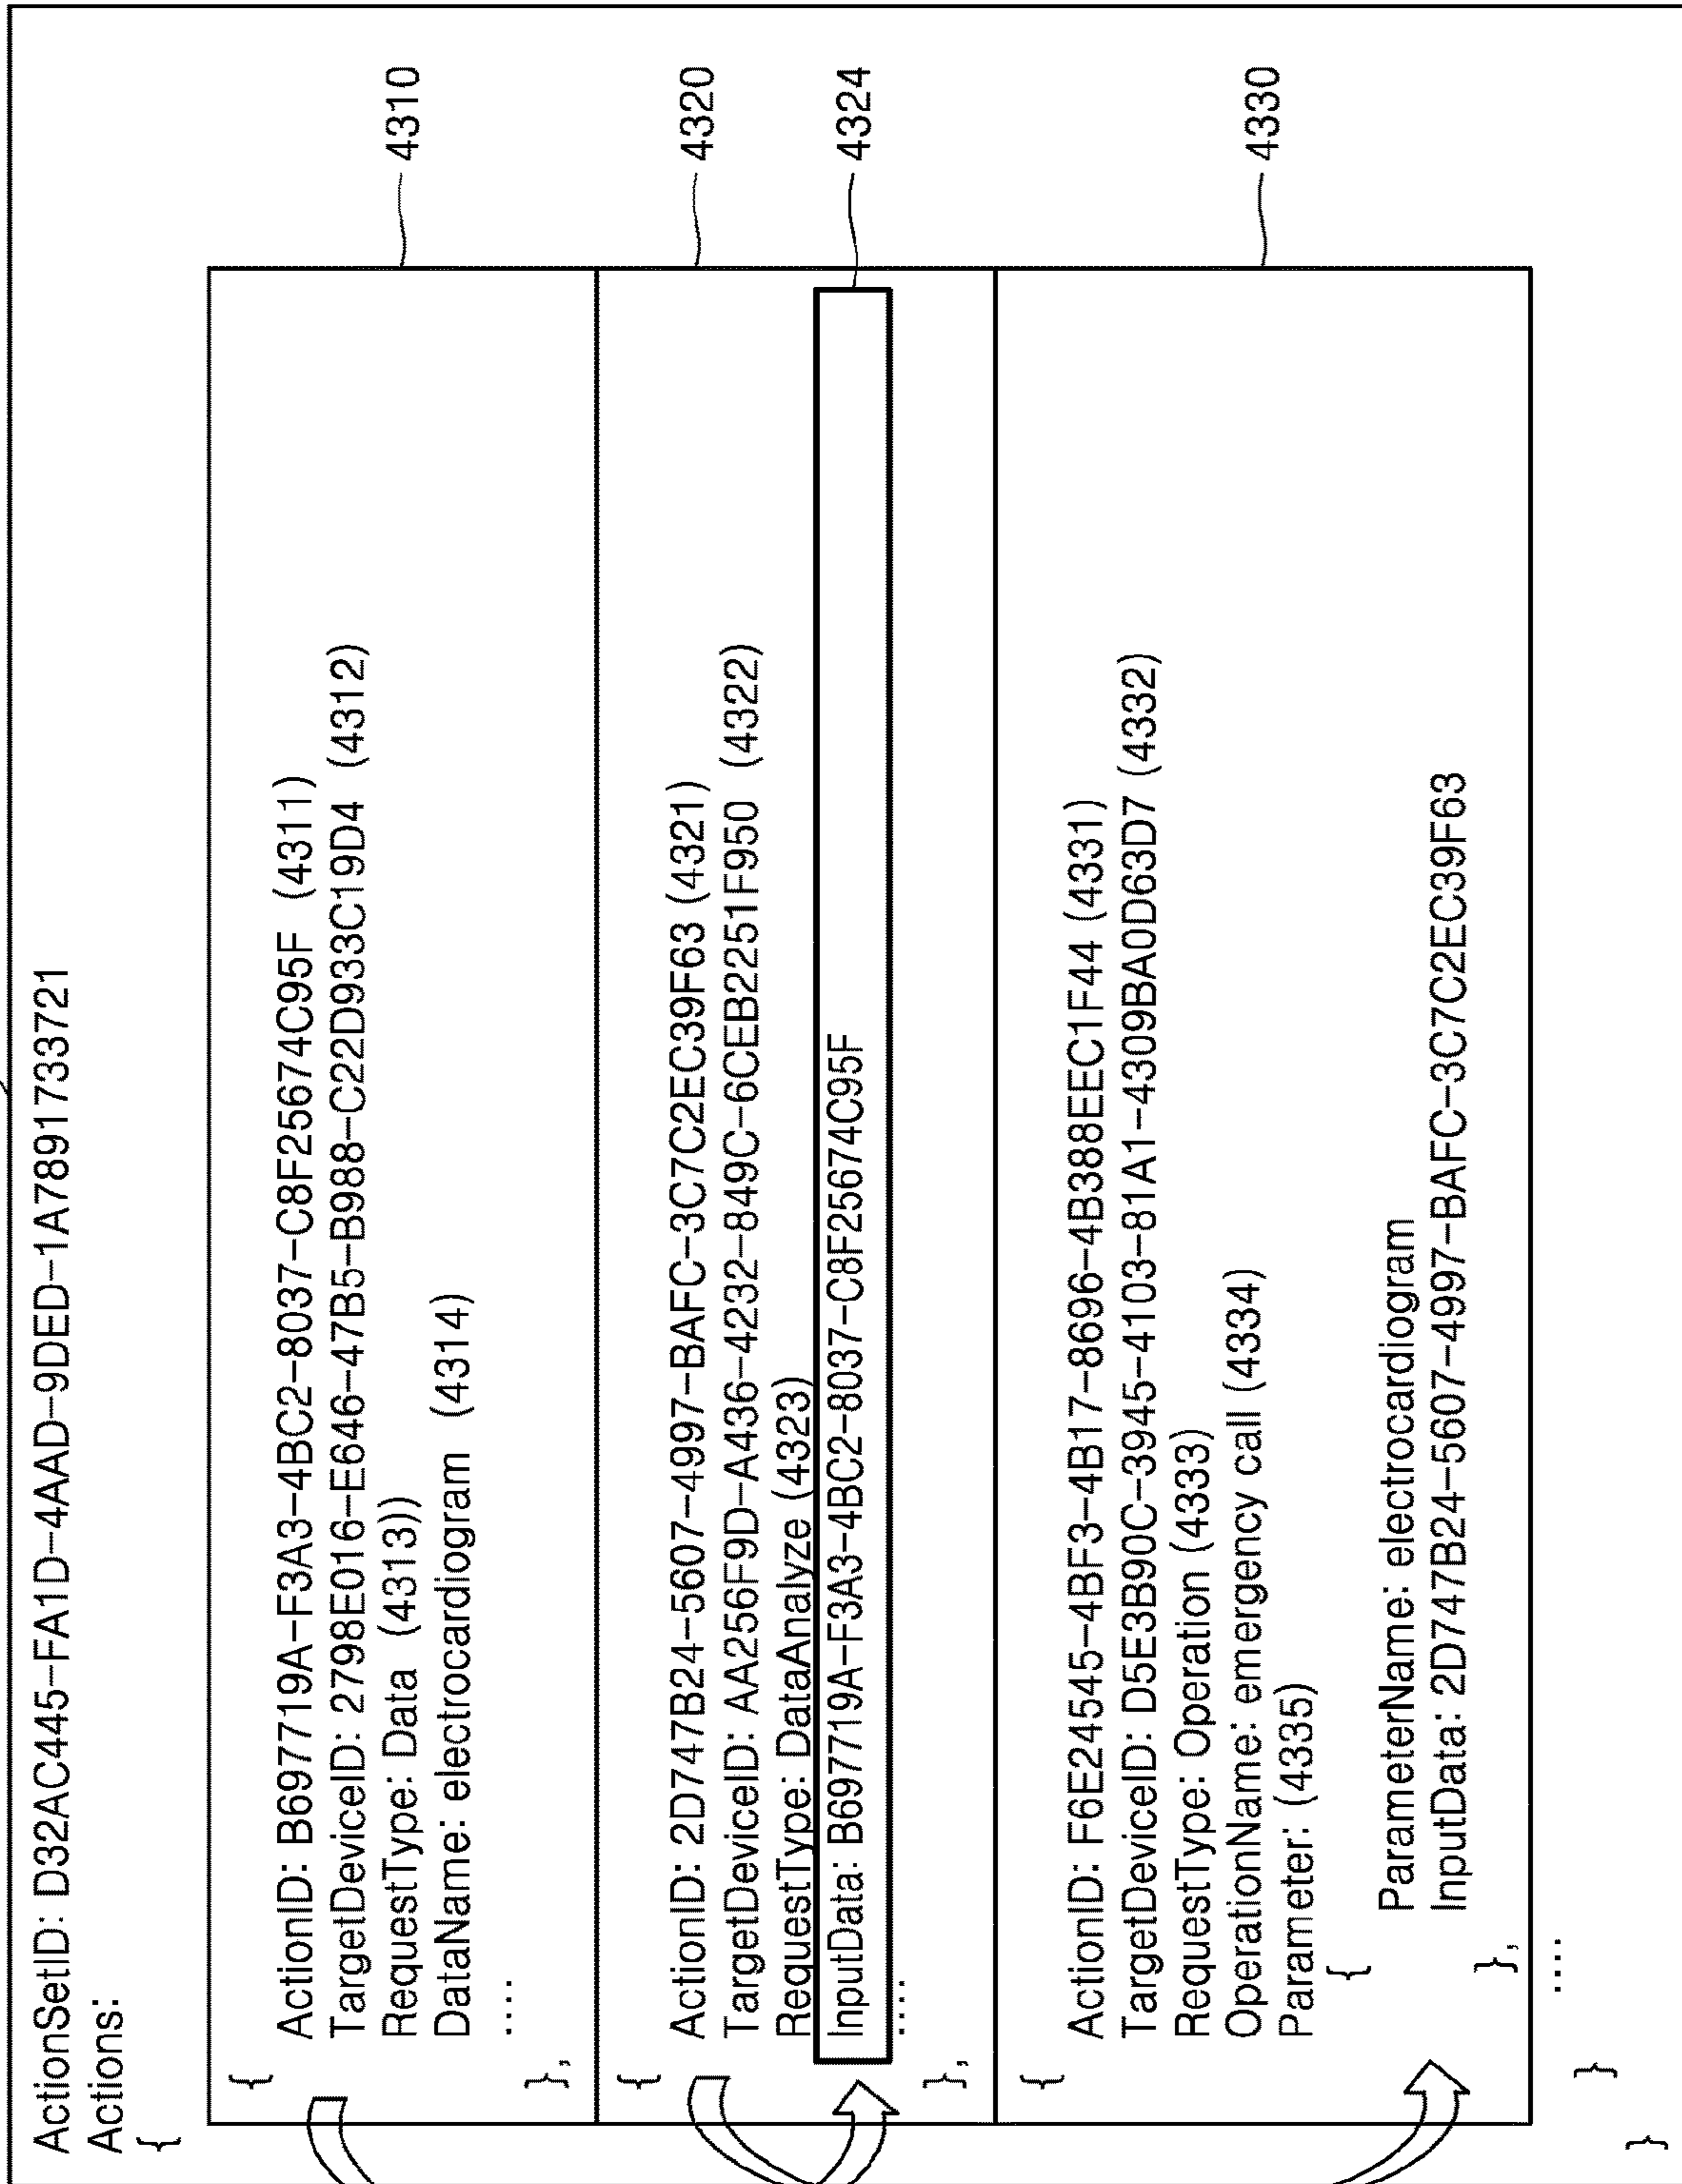 ActionSetID: D32AC445-FA1D-4AAD-9DED-1A7891733721
Actions:
{
{
ActionID: B697719A-F3A3-4BC2-8037-C8F25674C95F (4311)
TargetDeviceID: 2798E016-E646-47B5-B988-C22D933C19D4 (4312)
RequestType: Data (4313))
DataName: electrocardiogram (4314)
....
},
4310
{
ActionID: 2D747B24-5607-4997-BAFC-3C7C2EC39F63 (4321)
TargetDeviceID: AA256F9D-A436-4232-849C-6CEB2251F950 (4322)
RequestType: DataAnalyze (4323)
InputData: B697719A-F3A3-4BC2-8037-C8F25674C95F
....
},
4320
4324
{
ActionID: F6E24545-4BF3-4B17-8696-4B388EEC1F44 (4331)
TargetDeviceID: D5E3B90C-3945-4103-81A1-4309BA0D63D7 (4332)
RequestType: Operation (4333)
OperationName: emergency call (4334)
Parameter: (4335)
{
ParameterName: electrocardiogram
InputData: 2D747B24-5607-4997-BAFC-3C7C2EC39F63
},
4330
....
}
}